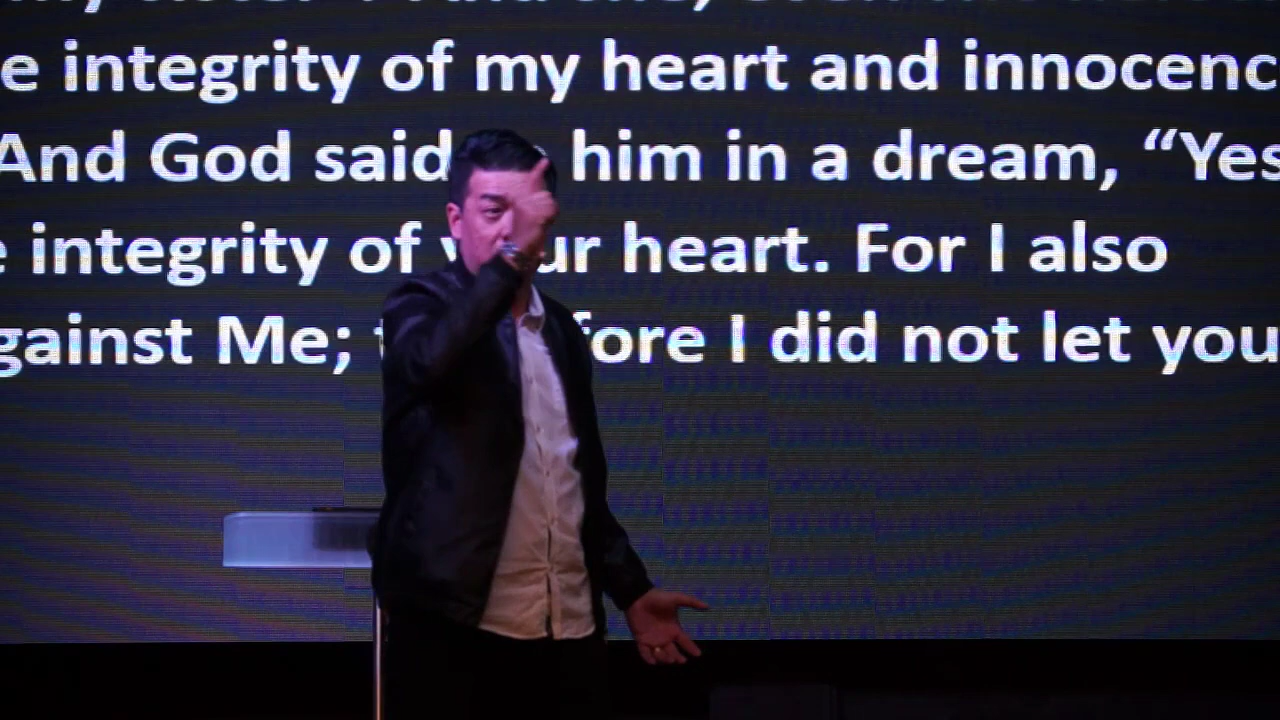 e integrity of my heart and innocenc
And God said him in a dream, “Yes
integrity of your heart. For I also
gainst Me; fore I did not let you